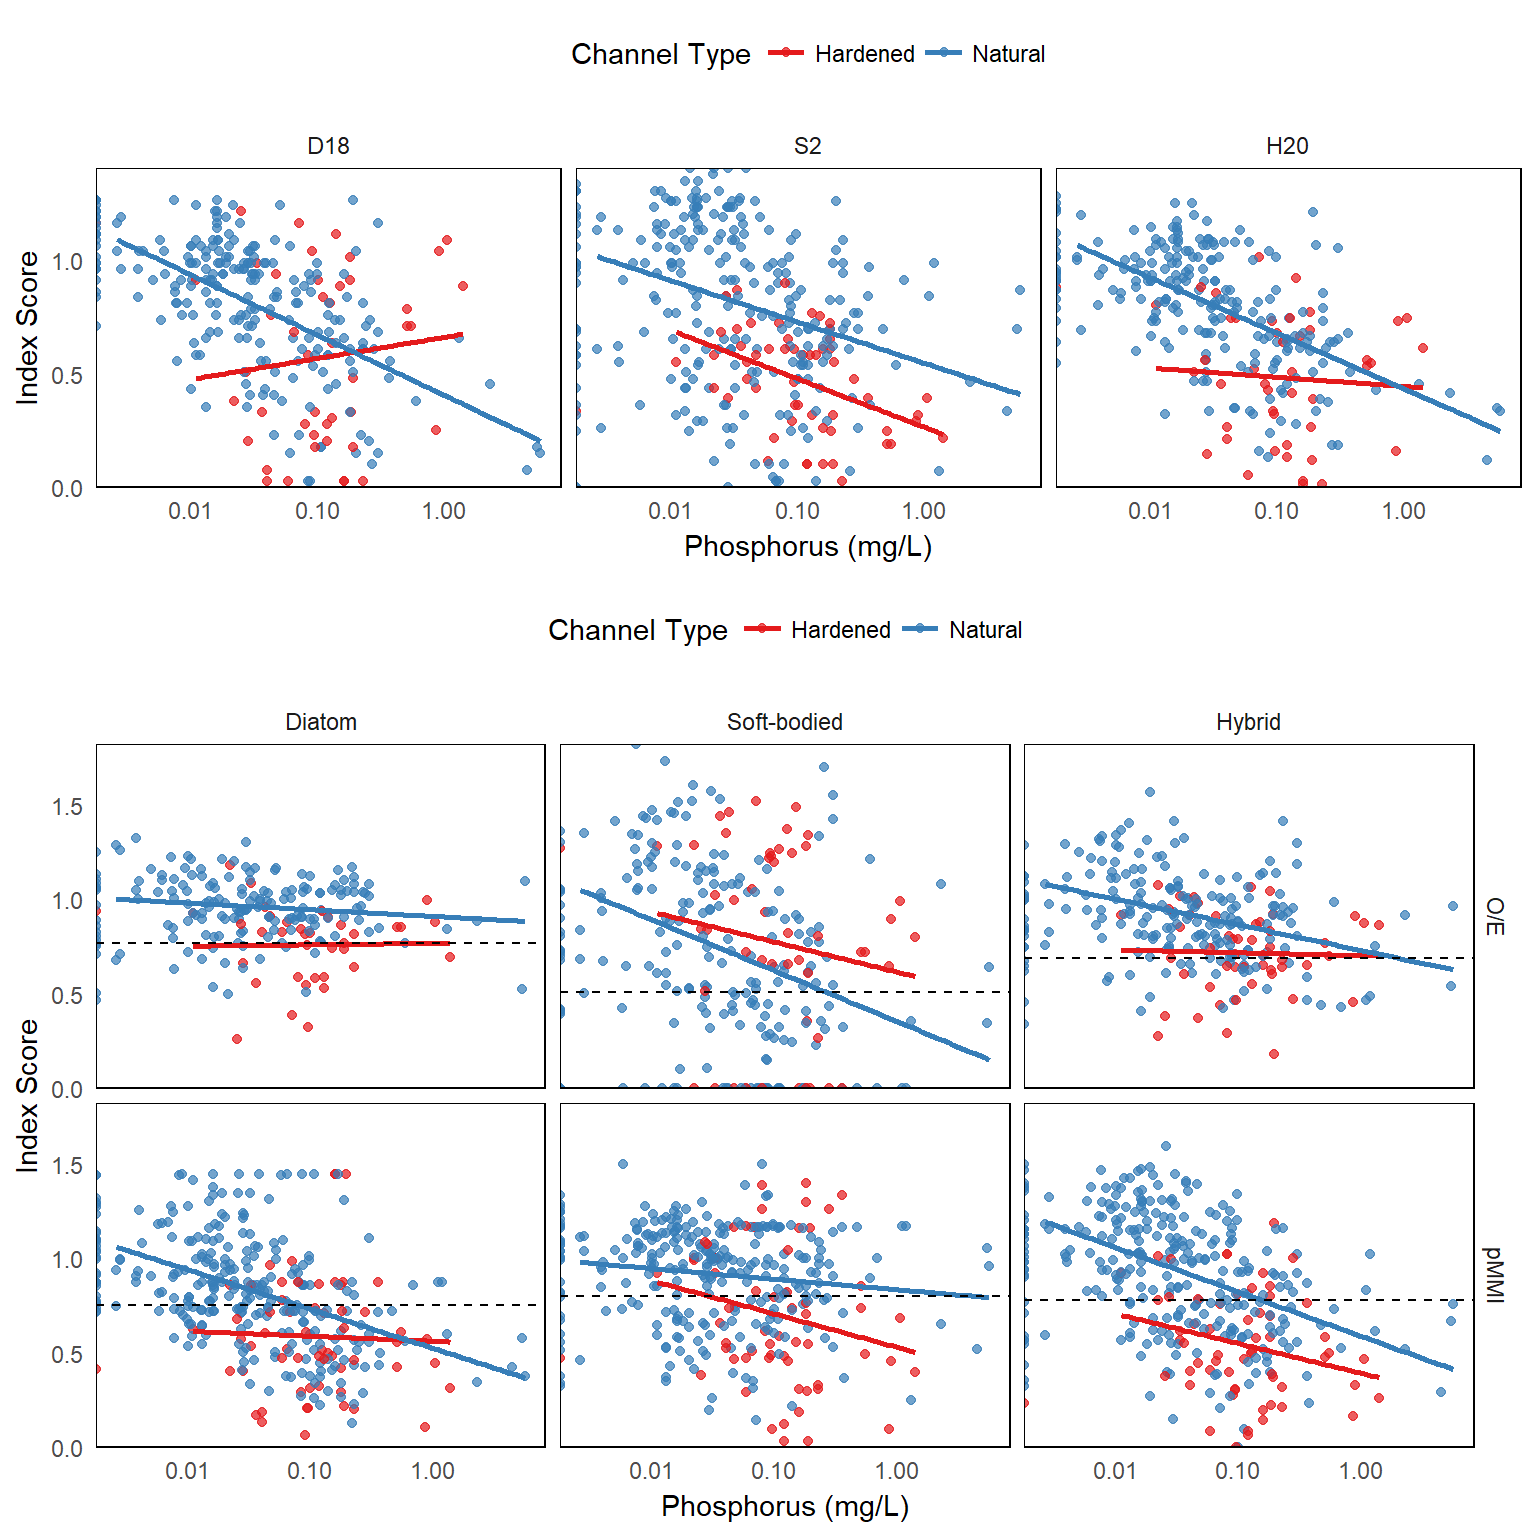 Channel Type Hardened Natural
D18 S2 H20
Index Score
1.0
0.5
0.0
0.01 0.10 1.00 0.01 0.10 1.00 0.01 0.10 1.00
Phosphorus (mg/L)
Channel Type Hardened Natural
Diatom Soft-bodied Hybrid
Index Score
1.5
1.0
0.5
0.0
O/E
1.5
1.0
0.5
0.0
pMMI
0.01 0.10 1.00 0.01 0.10 1.00 0.01 0.10 1.00
Phosphorus (mg/L)